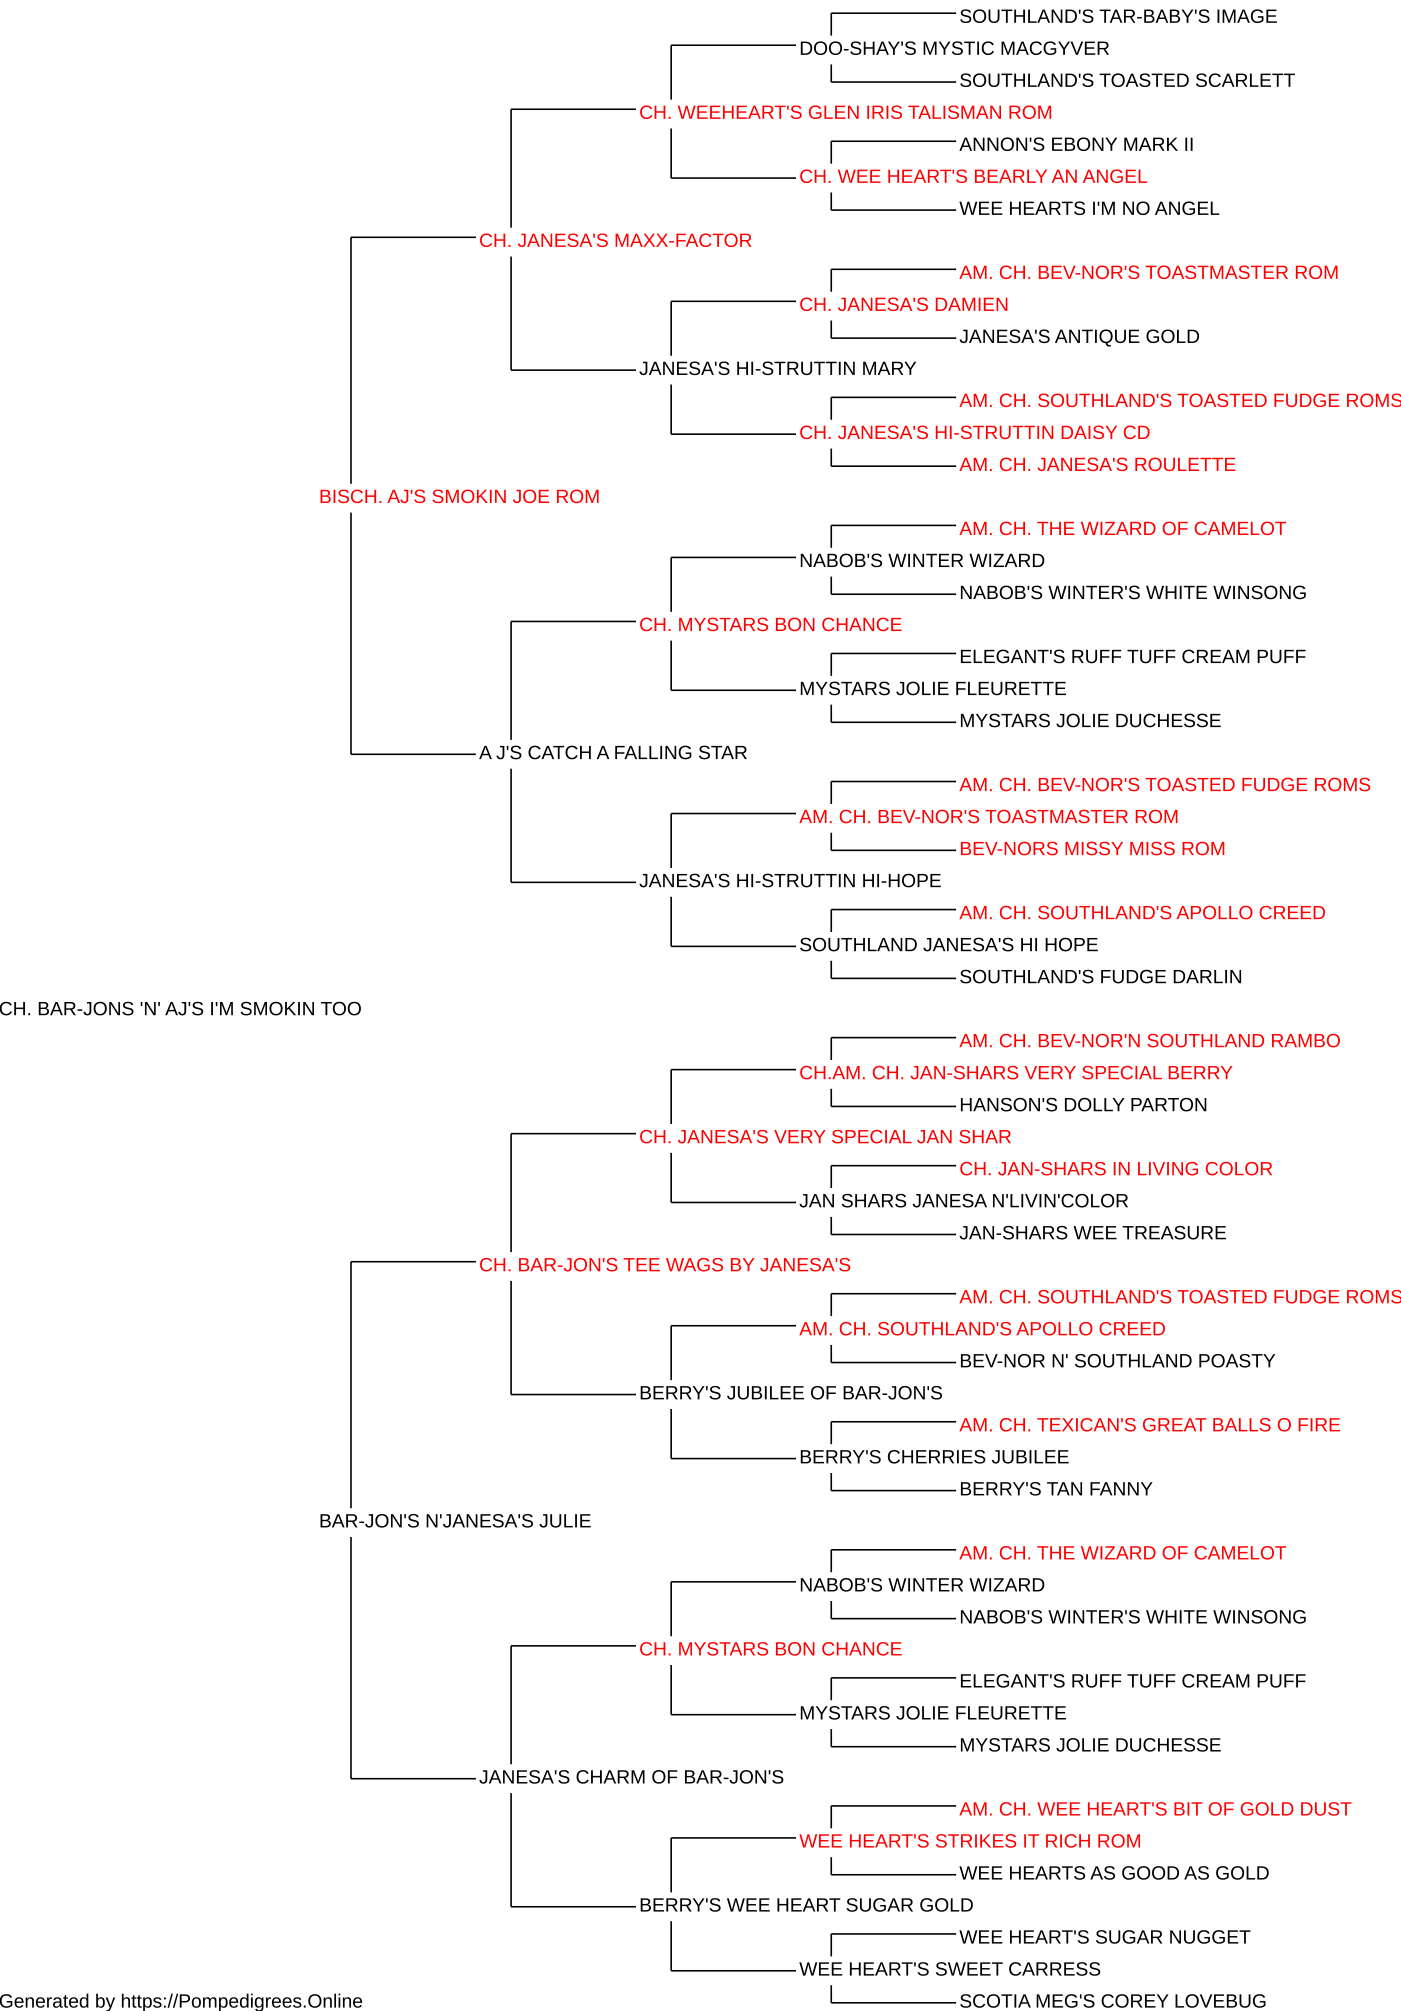 SOUTHLAND'S TAR-BABY'S IMAGE
DOO-SHAY'S MYSTIC MACGYVER
SOUTHLAND'S TOASTED SCARLETT
CH. WEEHEART'S GLEN IRIS TALISMAN ROM
ANNON'S EBONY MARK II
CH. WEE HEART'S BEARLY AN ANGEL
WEE HEARTS I'M NO ANGEL
CH. JANESA'S MAXX-FACTOR
AM. CH. BEV-NOR'S TOASTMASTER ROM
CH. JANESA'S DAMIEN
JANESA'S ANTIQUE GOLD
JANESA'S HI-STRUTTIN MARY
AM. CH. SOUTHLAND'S TOASTED FUDGE ROMS
CH. JANESA'S HI-STRUTTIN DAISY CD
AM. CH. JANESA'S ROULETTE
BISCH. AJ'S SMOKIN JOE ROM
AM. CH. THE WIZARD OF CAMELOT
NABOB'S WINTER WIZARD
NABOB'S WINTER'S WHITE WINSONG
CH. MYSTARS BON CHANCE
ELEGANT'S RUFF TUFF CREAM PUFF
MYSTARS JOLIE FLEURETTE
MYSTARS JOLIE DUCHESSE
A J'S CATCH A FALLING STAR
AM. CH. BEV-NOR'S TOASTED FUDGE ROMS
AM. CH. BEV-NOR'S TOASTMASTER ROM
BEV-NORS MISSY MISS ROM
JANESA'S HI-STRUTTIN HI-HOPE
AM. CH. SOUTHLAND'S APOLLO CREED
SOUTHLAND JANESA'S HI HOPE
SOUTHLAND'S FUDGE DARLIN
CH. BAR-JONS 'N' AJ'S I'M SMOKIN TOO
AM. CH. BEV-NOR'N SOUTHLAND RAMBO
CH.AM. CH. JAN-SHARS VERY SPECIAL BERRY
HANSON'S DOLLY PARTON
CH. JANESA'S VERY SPECIAL JAN SHAR
CH. JAN-SHARS IN LIVING COLOR
JAN SHARS JANESA N'LIVIN'COLOR
JAN-SHARS WEE TREASURE
CH. BAR-JON'S TEE WAGS BY JANESA'S
AM. CH. SOUTHLAND'S TOASTED FUDGE ROMS
AM. CH. SOUTHLAND'S APOLLO CREED
BEV-NOR N' SOUTHLAND POASTY
BERRY'S JUBILEE OF BAR-JON'S
AM. CH. TEXICAN'S GREAT BALLS O FIRE
BERRY'S CHERRIES JUBILEE
BERRY'S TAN FANNY
BAR-JON'S N'JANESA'S JULIE
AM. CH. THE WIZARD OF CAMELOT
NABOB'S WINTER WIZARD
NABOB'S WINTER'S WHITE WINSONG
CH. MYSTARS BON CHANCE
ELEGANT'S RUFF TUFF CREAM PUFF
MYSTARS JOLIE FLEURETTE
MYSTARS JOLIE DUCHESSE
JANESA'S CHARM OF BAR-JON'S
AM. CH. WEE HEART'S BIT OF GOLD DUST
WEE HEART'S STRIKES IT RICH ROM
WEE HEARTS AS GOOD AS GOLD
BERRY'S WEE HEART SUGAR GOLD
WEE HEART'S SUGAR NUGGET
WEE HEART'S SWEET CARRESS
SCOTIA MEG'S COREY LOVEBUG
Generated by https://Pompedigrees.Online